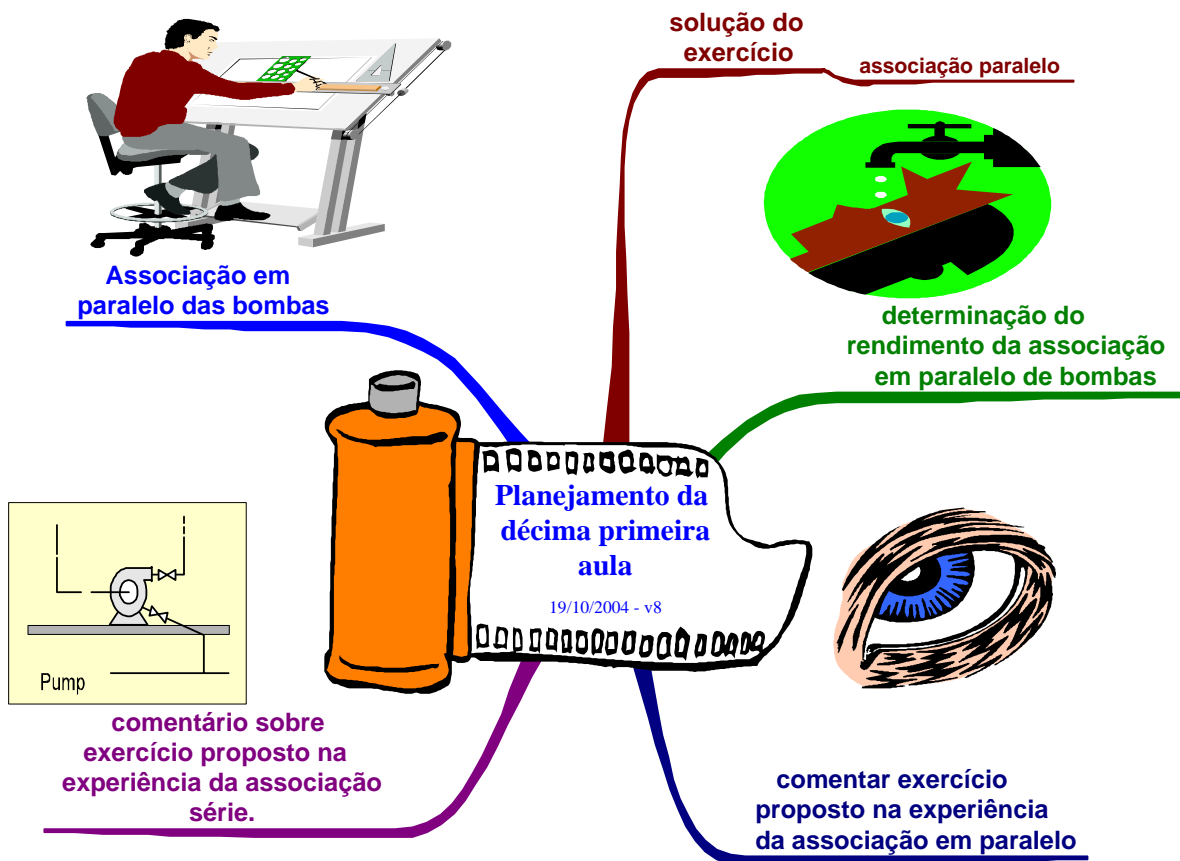 solução do
exercício
associação paralelo
Associação em
paralelo das bombas
determinação do
rendimento da associação
em paralelo de bombas
Planejamento da
décima primeira
aula
19/10/2004 - v8
Pump
comentário sobre
exercício proposto na
experiência da associação
série.
comentar exercício
proposto na experiência
da associação em paralelo